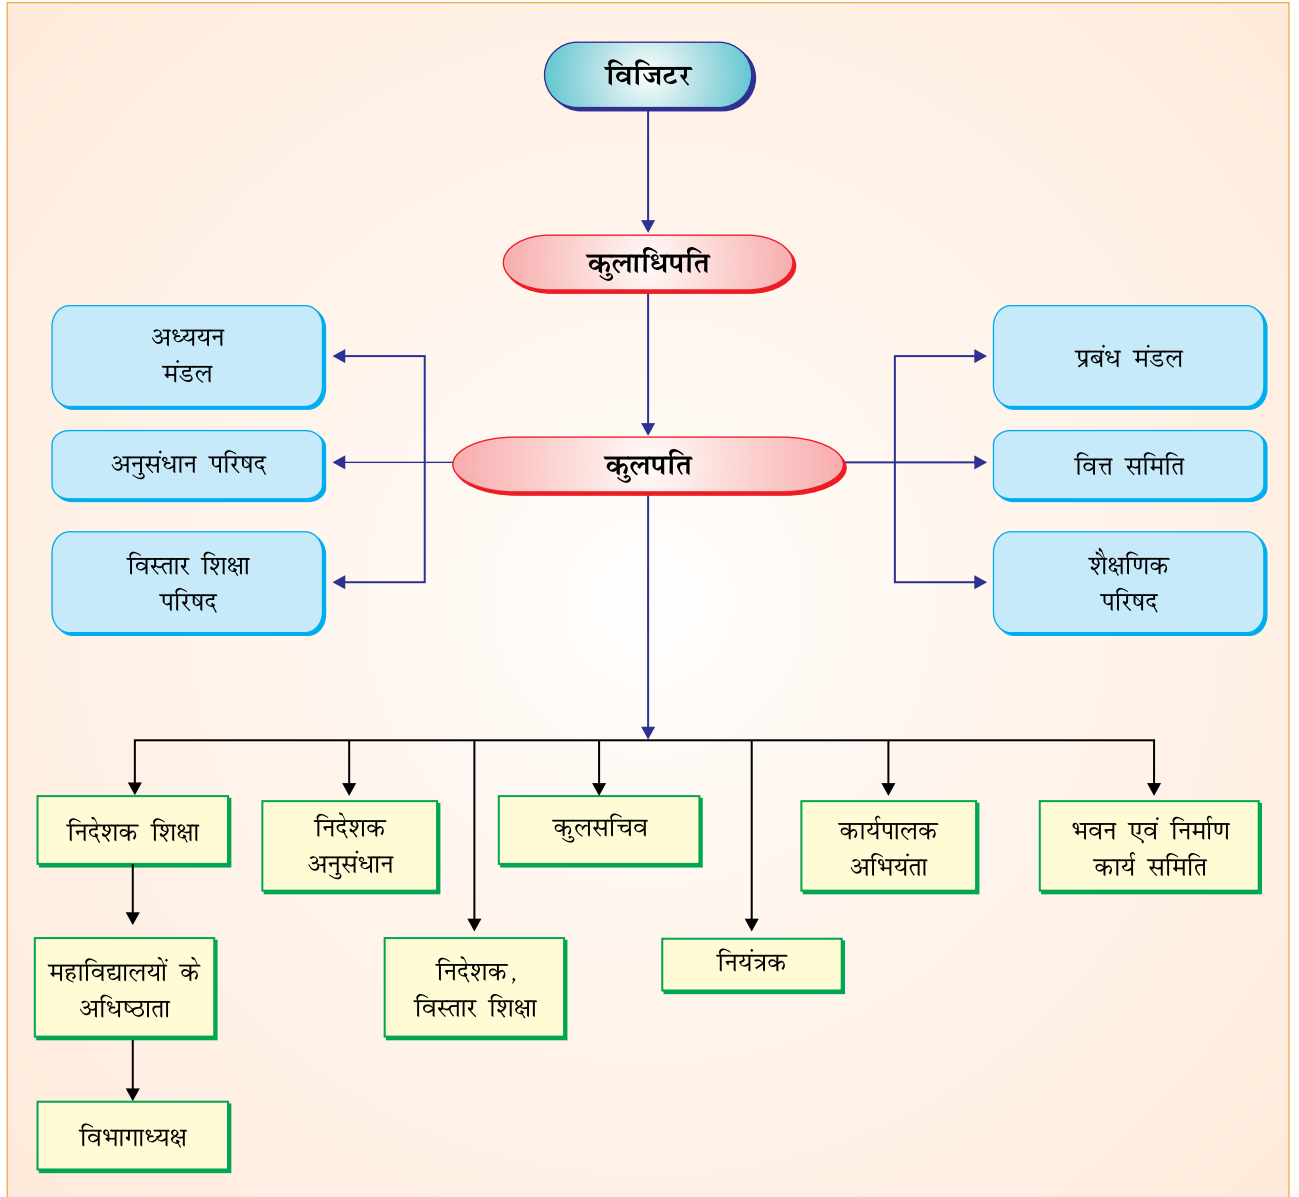 विजिटर
कुलाधिपति
अध्ययन
मंडल
प्रबंध मंडल
अनुसंधान परिषद
कुलपति
वित्त समिति
विस्तार शिक्षा
परिषद
शैक्षणिक
परिषद
निदेशक शिक्षा
निदेशक
अनुसंधान
कुलसचिव
कार्यपालक
अभियंता
भवन एवं निर्माण
कार्य समिति
महाविद्यालयों के
अधिष्ठाता
निदेशक,
विस्तार शिक्षा
नियंत्रक
विभागाध्यक्ष